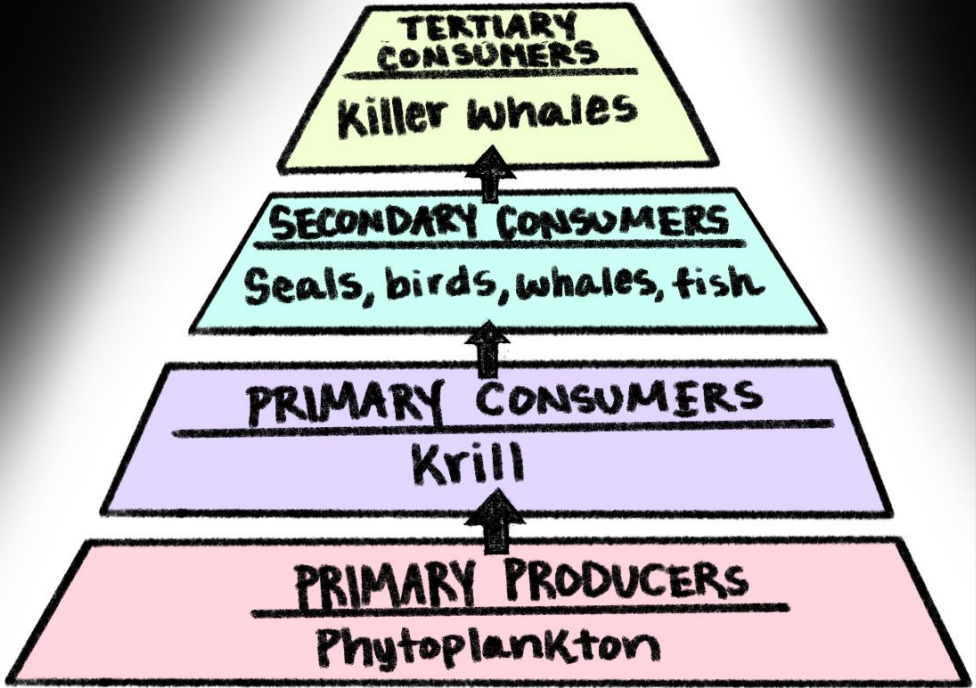 TERTIARY
CONSUMERS
Killer whales
SECONDARY CONSUMERS
Seals, birds, whales, fish
PRIMARY CONSUMERS
Krill
PRIMARY PRODUCERS
Phytoplankton